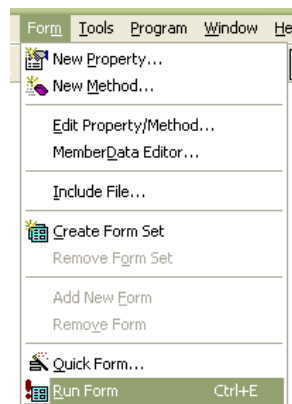 Form Tools Program Window He
New Property...
New Method...
Edit Property/Method...
MemberData Editor...
Include File...
Create Form Set
Remove Form Set
Add New Form
Remove Form
Quick Form...
Run Form Ctrl+E